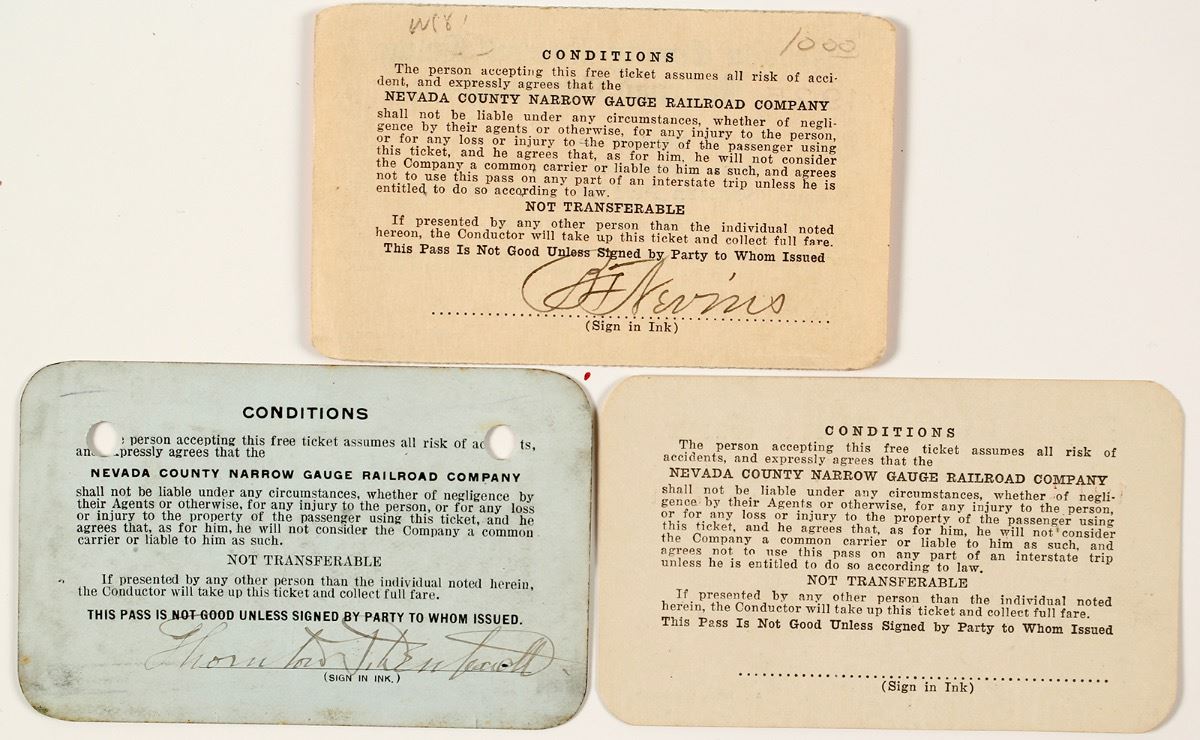 1000
CONDITIONS
The person accepting this free ticket assumes all risk of acci-
dent, and expressly agrees that the
NEVADA COUNTY NARROW GAUGE RAILROAD COMPANY
shall not be liable under any circumstances, whether of negli-
gence by their agents or otherwise, for any injury to the person,
or for any loss or injury to the property of the passenger using
this ticket, and he agrees that, as for him, he will not consider
the Company a common carrier or liable to him as such, and agrees
not to use this pass on any part of an interstate trip unless he is
entitled to do so according to law.
NOT TRANSFERABLE
If presented by any other person than the individual noted
hereon, the Conductor will take up this ticket and collect full fare.
This Pass Is Not Good Unless Signed by Party to Whom Issued
Nevins
(Sign in Ink)
CONDITIONS
person accepting this free ticket assumes all risk of ts,
expressly agrees that the
NEVADA COUNTY NARROW GAUGE RAILROAD COMPANY
shall not be liable under any circumstances, whether of negligence by
their Agents or otherwise, for any injury to the person, or for any loss
or injury to the property of the passenger using this ticket, and he
agrees that, as for him, he will not consider the Company a common
carrier or liable to him as such.
NOT TRANSFERABLE
If presented by any other person than the individual noted herein,
the Conductor will take up this ticket and collect full fare.
THIS PASS IS NOT GOOD UNLESS SIGNED BY PARTY TO WHOM ISSUED.
(SIGN IN INK.)
CONDITIONS
The person accepting this free ticket assumes all risk of
accidents, and expressly agrees that the
NEVADA COUNTY NARROW GAUGE RAILROAD COMPANY
shall not be liable under any circumstances, whether of negli-
gence by their Agents or otherwise, for any injury to the person,
or for any loss or injury to the property of the passenger using
this ticket, and he agrees that, as for him, he will not consider
the Company a common carrier or liable to him as such, and
agrees not to use this pass on any part of an interstate trip
unless he is entitled to do so according to law.
NOT TRANSFERABLE
If presented by any other person than the individual noted
herein, the Conductor will take up this ticket and collect full fare.
This Pass Is Not Good Unless Signed by Party to Whom Issued
(Sign in Ink)